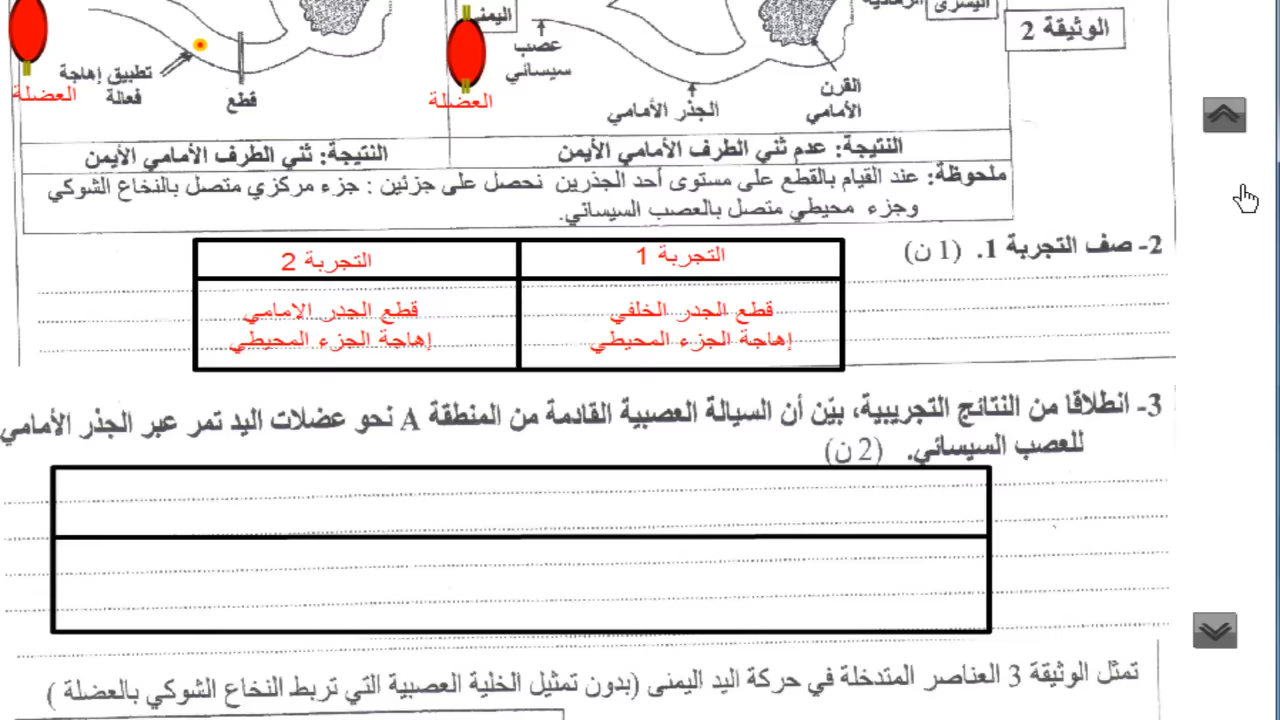 اليسرى
اليمنى
الوثيقة 2
عصب
سيسائي
القرن
الأمامي
الجذر الأمامي
تطبيق إهاجة
فعالة
قطع
العضلة
العضلة
النتيجة: عدم ثني الطرف الأمامي الأيمن
النتيجة: ثني الطرف الأمامي الأيمن
ملحوظة: عند القيام بالقطع على مستوى أحد الجذرين نحصل على جزئين : جزء مركزي متصل بالنخاع الشوكي
وجزء محيطي متصل بالعصب السيسائي.
2- صف التجربة 1. (1 ن)
التجربة 1
التجربة 2
قطع الجدر الخلفي
إهاجة الجزء المحيطي
قطع الجدر الامامي
إهاجة الجزء المحيطي
3- انطلاقا من النتائج التجريبية، بيّن أن السيالة العصبية القادمة من المنطقة A نحو عضلات اليد تمر عبر الجذر الأمامي
للعصب السيسائي. (2 ن)
تمثل الوثيقة 3 العناصر المتدخلة في حركة اليد اليمنى (بدون تمثيل الخلية العصبية التي تربط النخاع الشوكي بالعضلة )